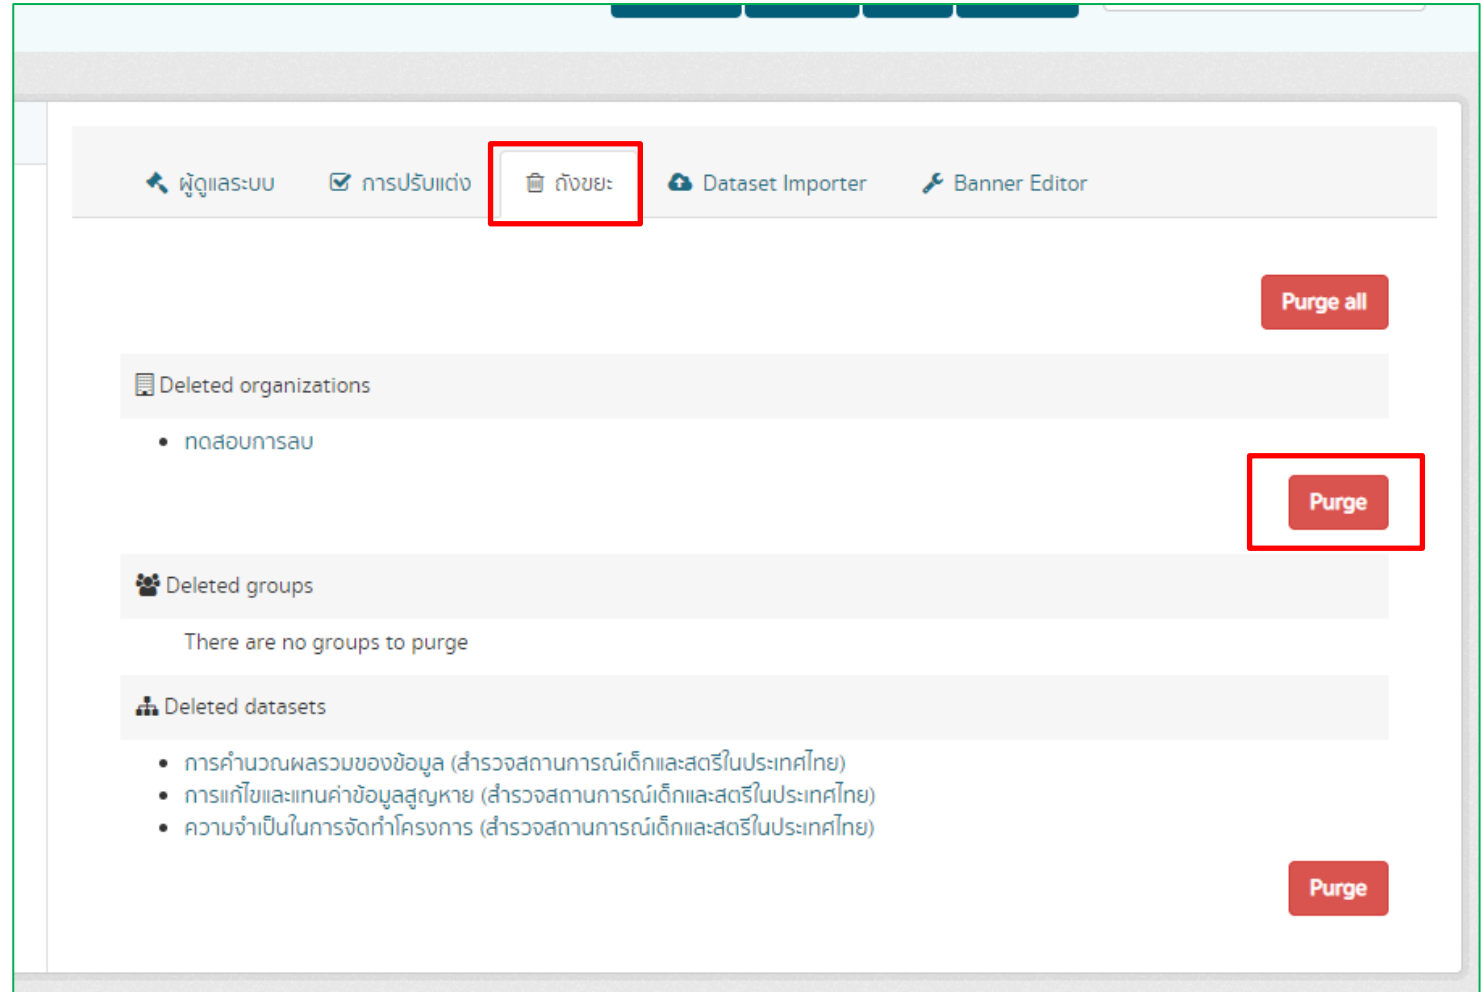 ผู้ดูแลระบบ การปรับแต่ง ถังขยะ Dataset Importer Banner Editor
Purge all
Deleted organizations
ทดสอบการลบ
Purge
Deleted groups
There are no groups to purge
Deleted datasets
การคำนวณผลรวมของข้อมูล (สำรวจสถานการณ์เด็กและสตรีในประเทศไทย)
การแก้ไขและแทนค่าข้อมูลสูญหาย (สำรวจสถานการณ์เด็กและสตรีในประเทศไทย)
ความจำเป็นในการจัดทำโครงการ (สำรวจสถานการณ์เด็กและสตรีในประเทศไทย)
Purge